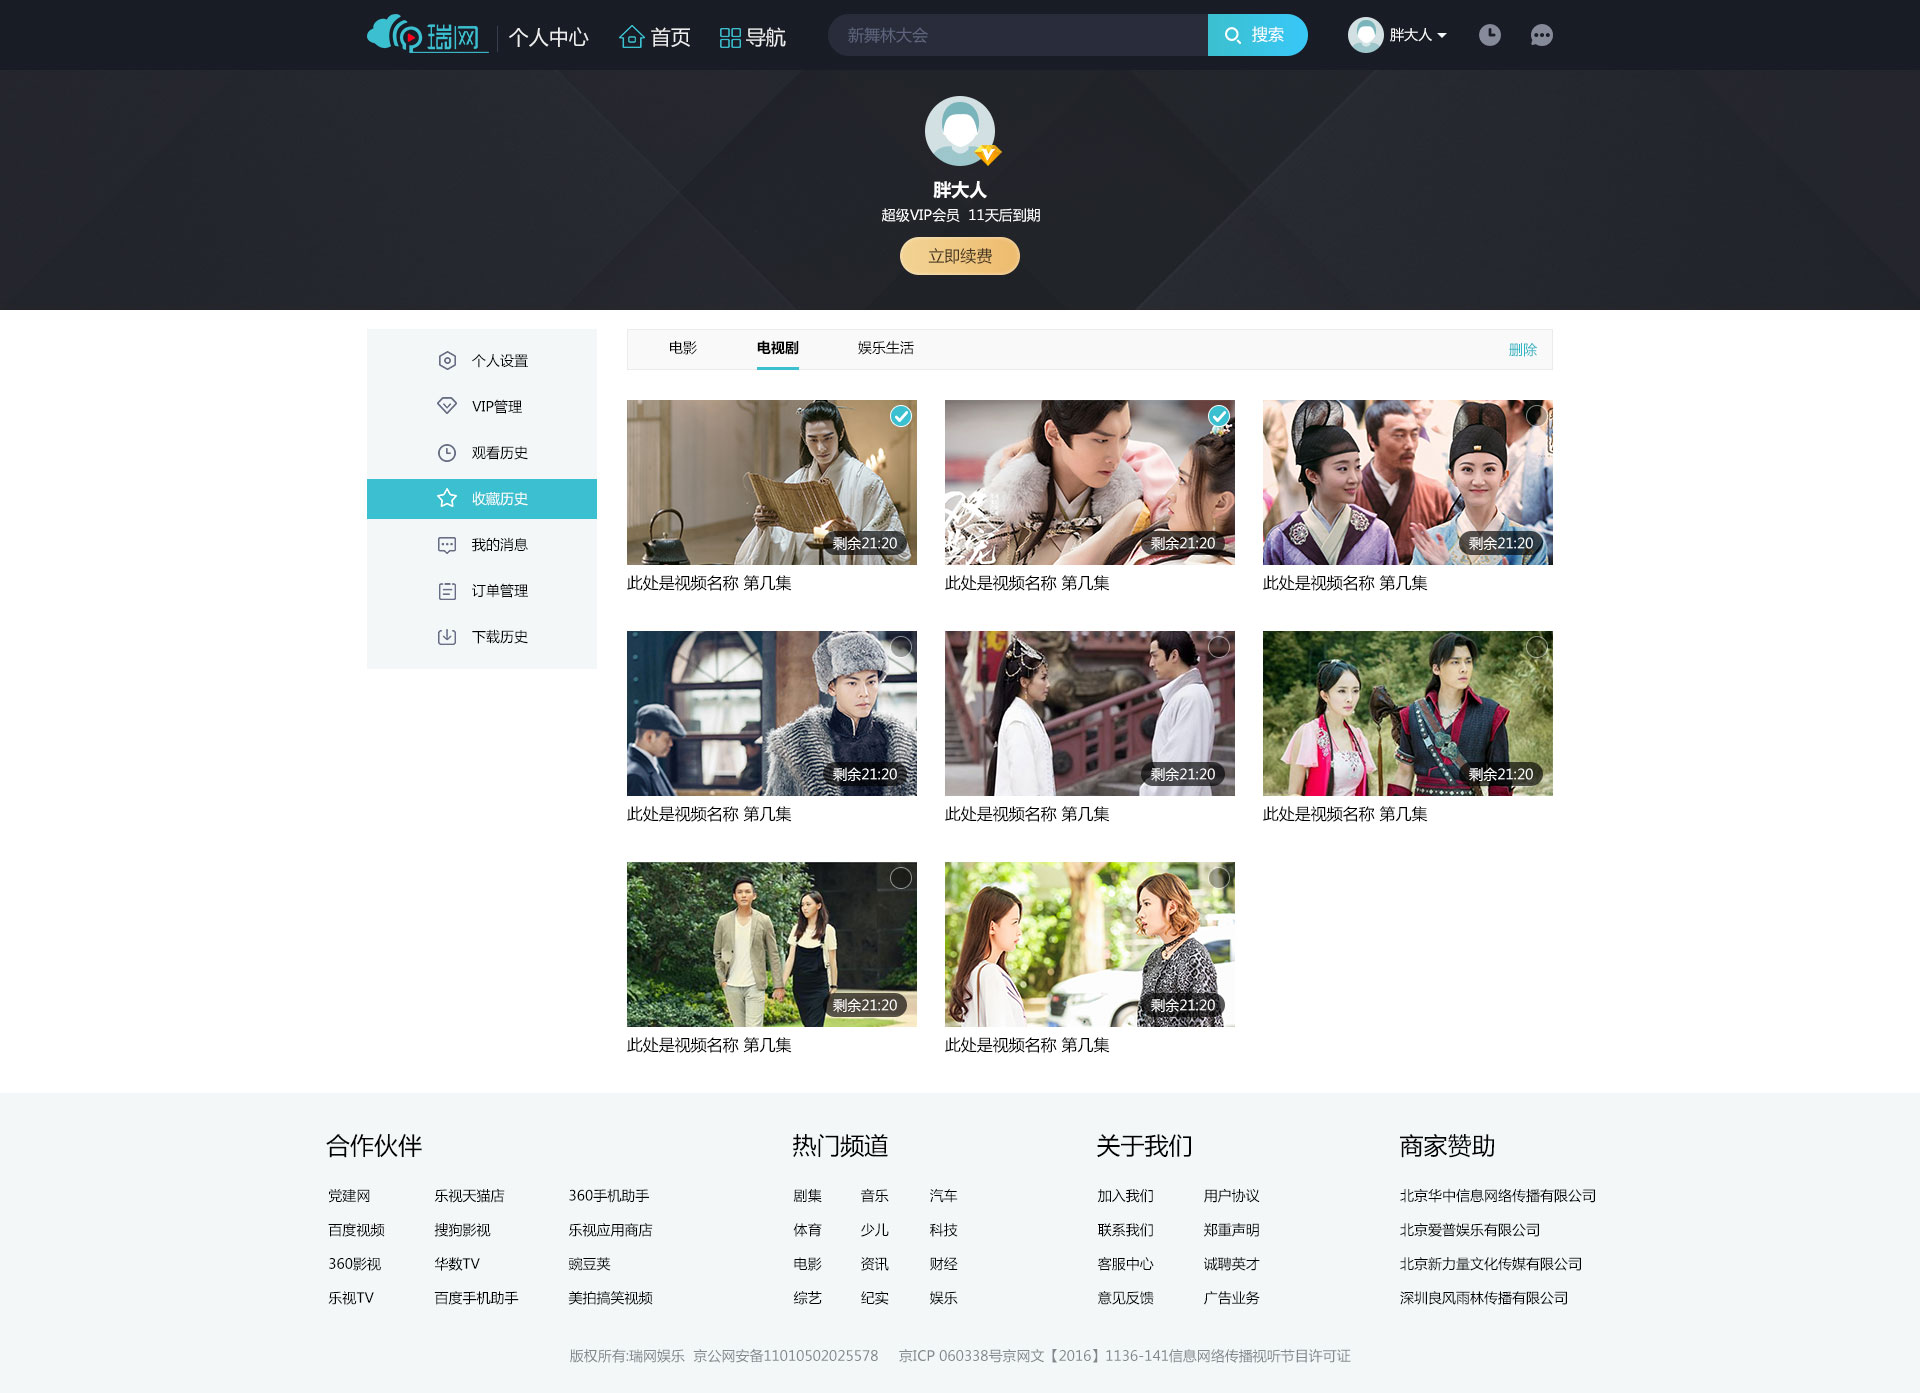 瑞网 个人中心 首页 导航 新舞林大会 搜索 胖大人
胖大人
超级VIP会员 11天后到期
立即续费
个人设置
VIP管理
观看历史
收藏历史
我的消息
订单管理
下载历史
电影 电视剧 娱乐生活 删除
剩余21:20 剩余21:20 剩余21:20
此处是视频名称 第几集 此处是视频名称 第几集 此处是视频名称 第几集
剩余21:20 剩余21:20 剩余21:20
此处是视频名称 第几集 此处是视频名称 第几集 此处是视频名称 第几集
剩余21:20 剩余21:20
此处是视频名称 第几集 此处是视频名称 第几集
合作伙伴 热门频道 关于我们 商家赞助
党建网 乐视天猫店 360手机助手 剧集 音乐 汽车 加入我们 用户协议 北京华中信息网络传播有限公司
百度视频 搜狗影视 乐视应用商店 体育 少儿 科技 联系我们 郑重声明 北京爱普娱乐有限公司
360影视 华数TV 豌豆荚 电影 资讯 财经 客服中心 诚聘英才 北京新力量文化传媒有限公司
乐视TV 百度手机助手 美拍搞笑视频 综艺 纪实 娱乐 意见反馈 广告业务 深圳良风雨林传播有限公司
版权所有:瑞网娱乐 京公网安备11010502025578 京ICP 060338号京网文【2016】1136-141信息网络传播视听节目许可证